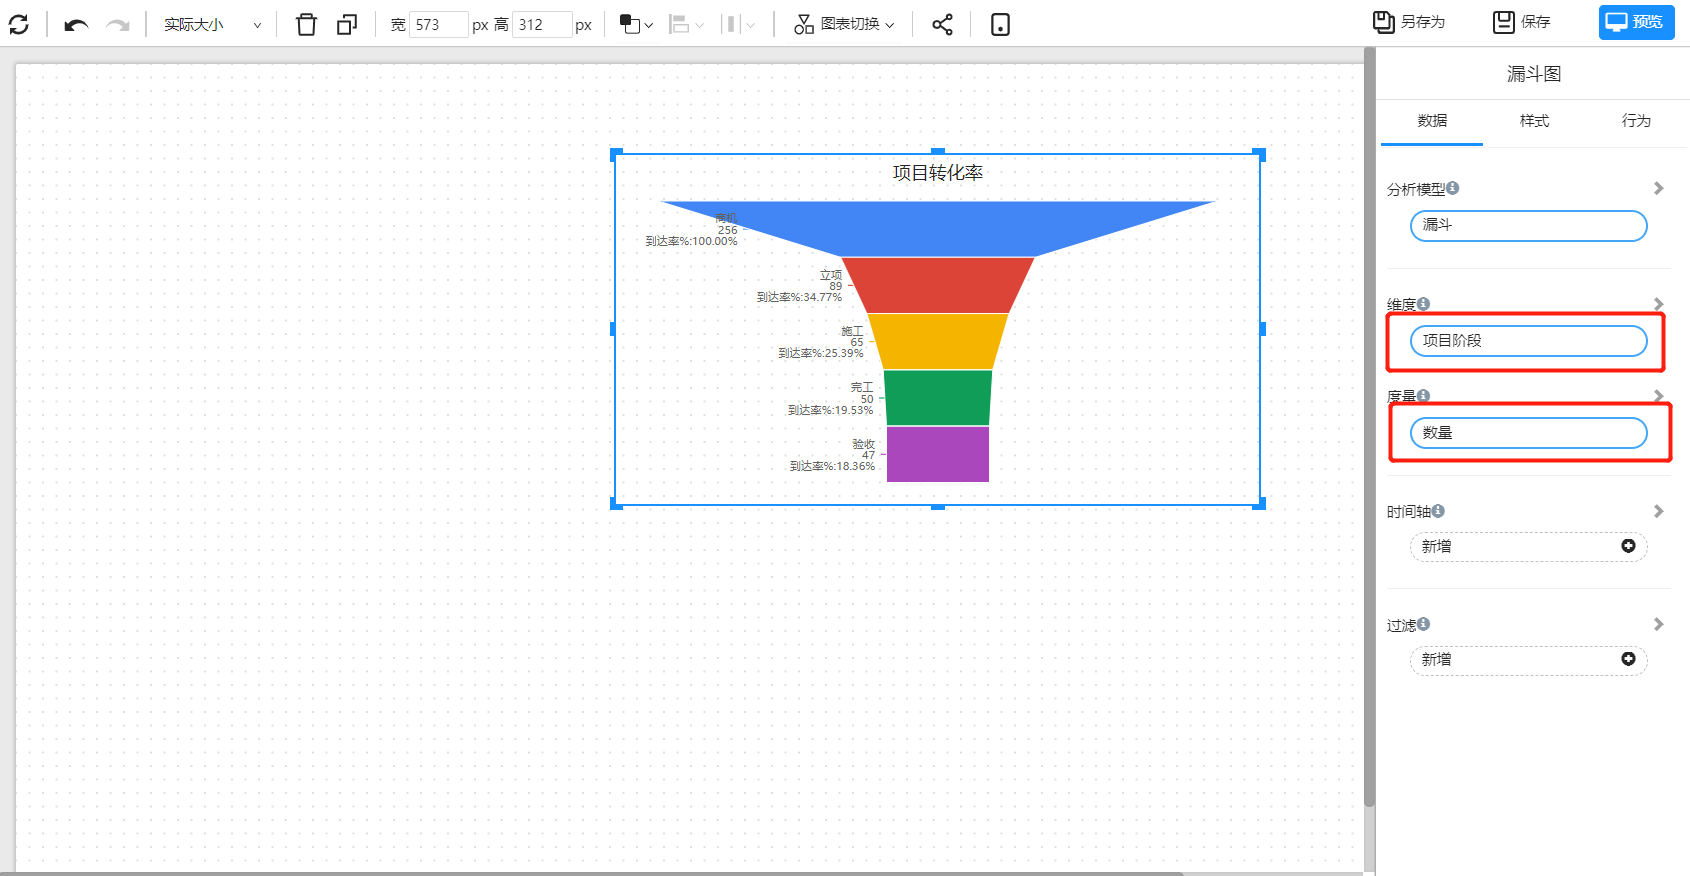 实际大小
宽 573 px 高 312 px
图表切换
另存为
保存
预览
项目转化率
商机
256
到达率%:100.00%
立项
89
到达率%:34.77%
施工
65
到达率%:25.39%
完工
50
到达率%:19.53%
验收
47
到达率%:18.36%
漏斗图
数据 样式 行为
分析模型
漏斗
维度
项目阶段
度量
数量
时间轴
新增
过滤
新增